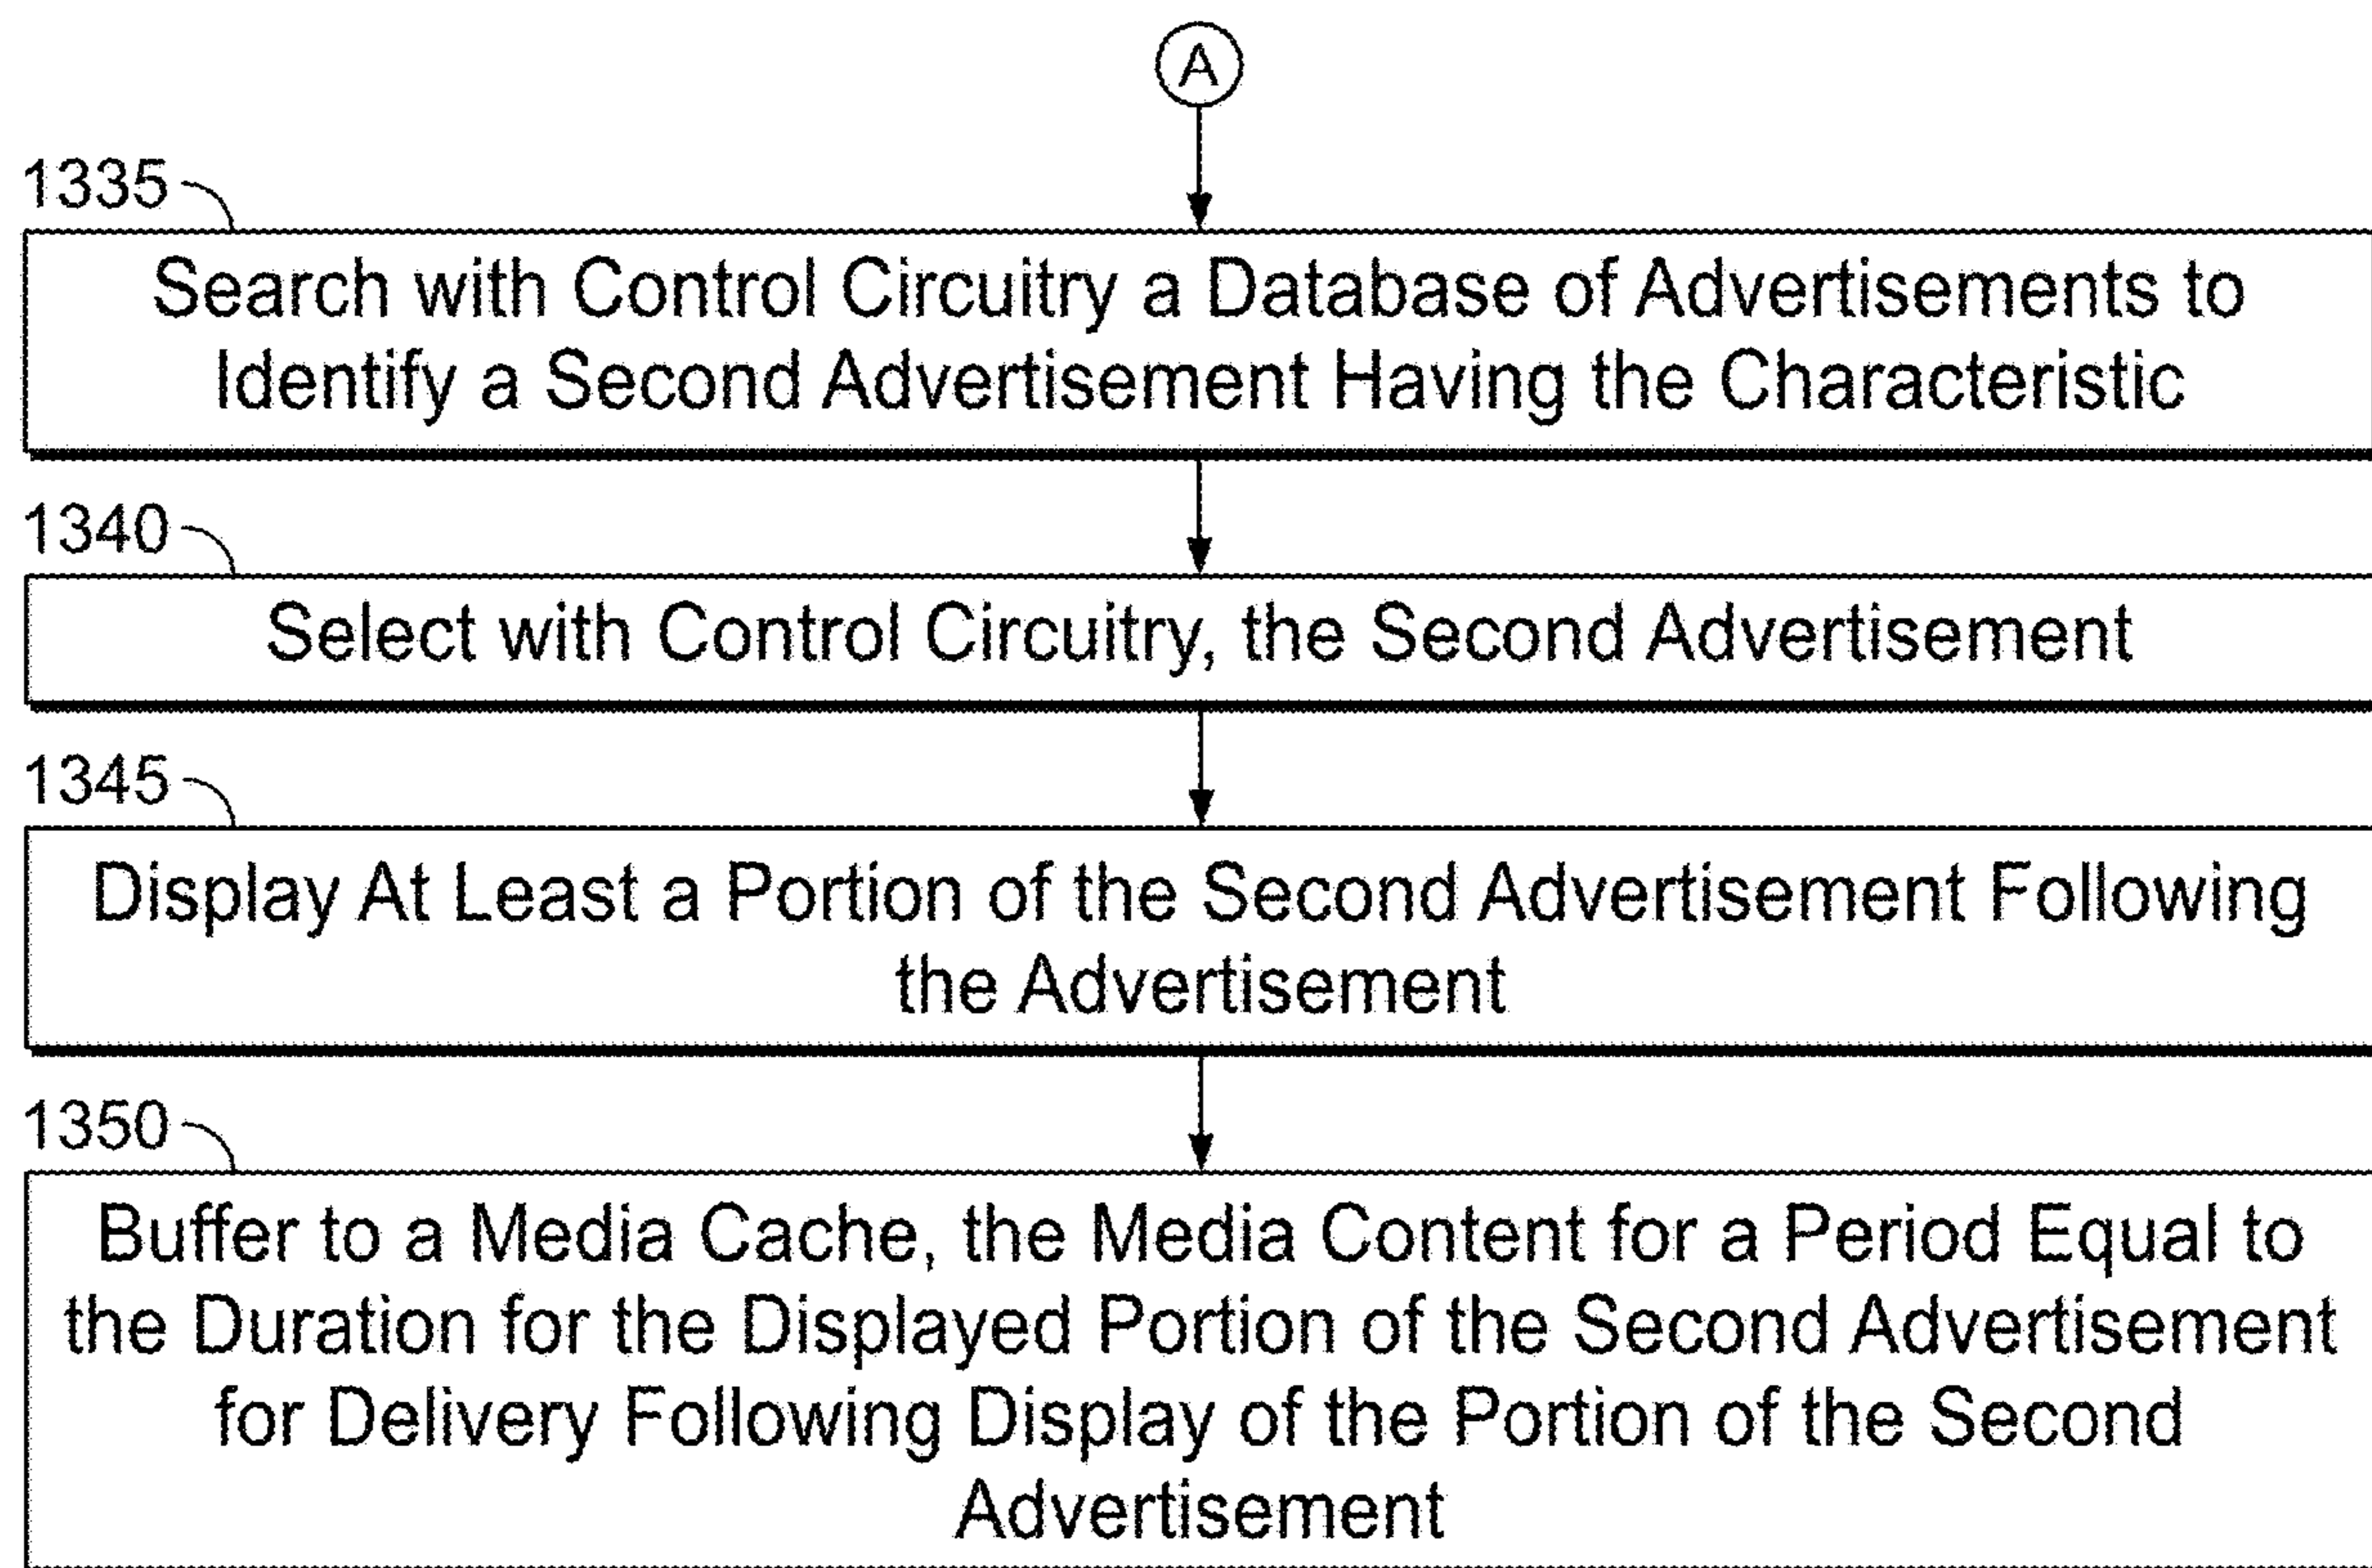 A
1335
Search with Control Circuitry a Database of Advertisements to
Identify a Second Advertisement Having the Characteristic
1340
Select with Control Circuitry, the Second Advertisement
1345
Display At Least a Portion of the Second Advertisement Following
the Advertisement
1350
Buffer to a Media Cache, the Media Content for a Period Equal to
the Duration for the Displayed Portion of the Second Advertisement
for Delivery Following Display of the Portion of the Second
Advertisement